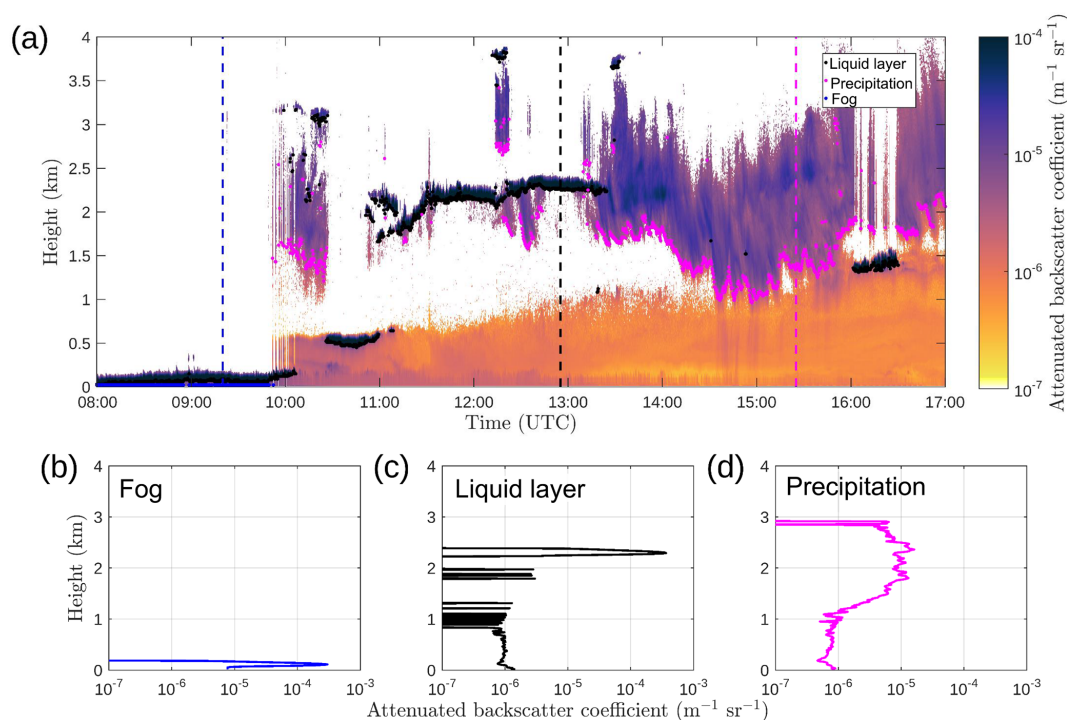 (a)
4
3.5
3
2.5
2
1.5
1
0.5
0
Height (km)
08:00 09:00 10:00 11:00 12:00 13:00 14:00 15:00 16:00 17:00
Time (UTC)
Liquid layer
Precipitation
Fog
10⁻⁴
10⁻⁵
10⁻⁶
10⁻⁷
Attenuated backscatter coefficient (m⁻¹ sr⁻¹)
(b)
Fog
4
3
2
1
0
Height (km)
10⁻⁷ 10⁻⁶ 10⁻⁵ 10⁻⁴ 10⁻³
(c)
Liquid layer
4
3
2
1
0
10⁻⁷ 10⁻⁶ 10⁻⁵ 10⁻⁴ 10⁻³
(d)
Precipitation
4
3
2
1
0
10⁻⁷ 10⁻⁶ 10⁻⁵ 10⁻⁴ 10⁻³
Attenuated backscatter coefficient (m⁻¹ sr⁻¹)